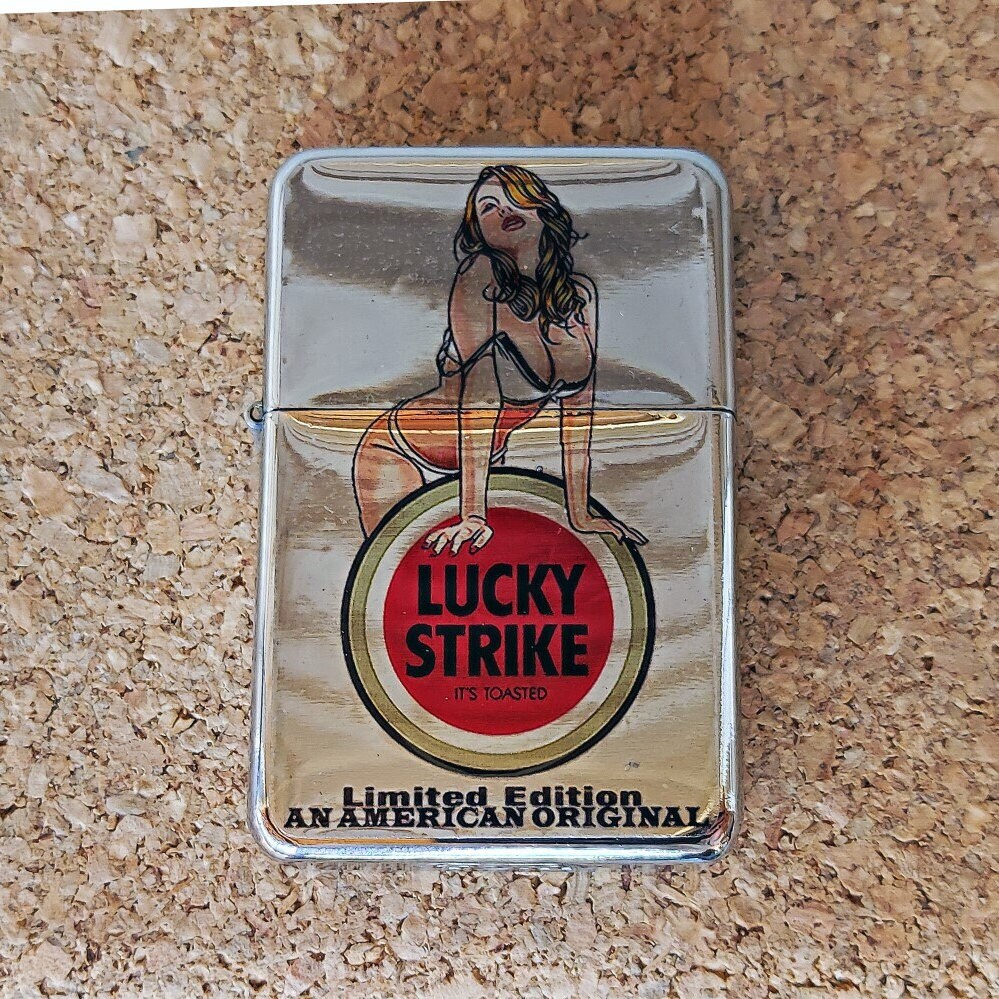 LUCKY
STRIKE
IT'S TOASTED
Limited Edition
AN AMERICAN ORIGINAL